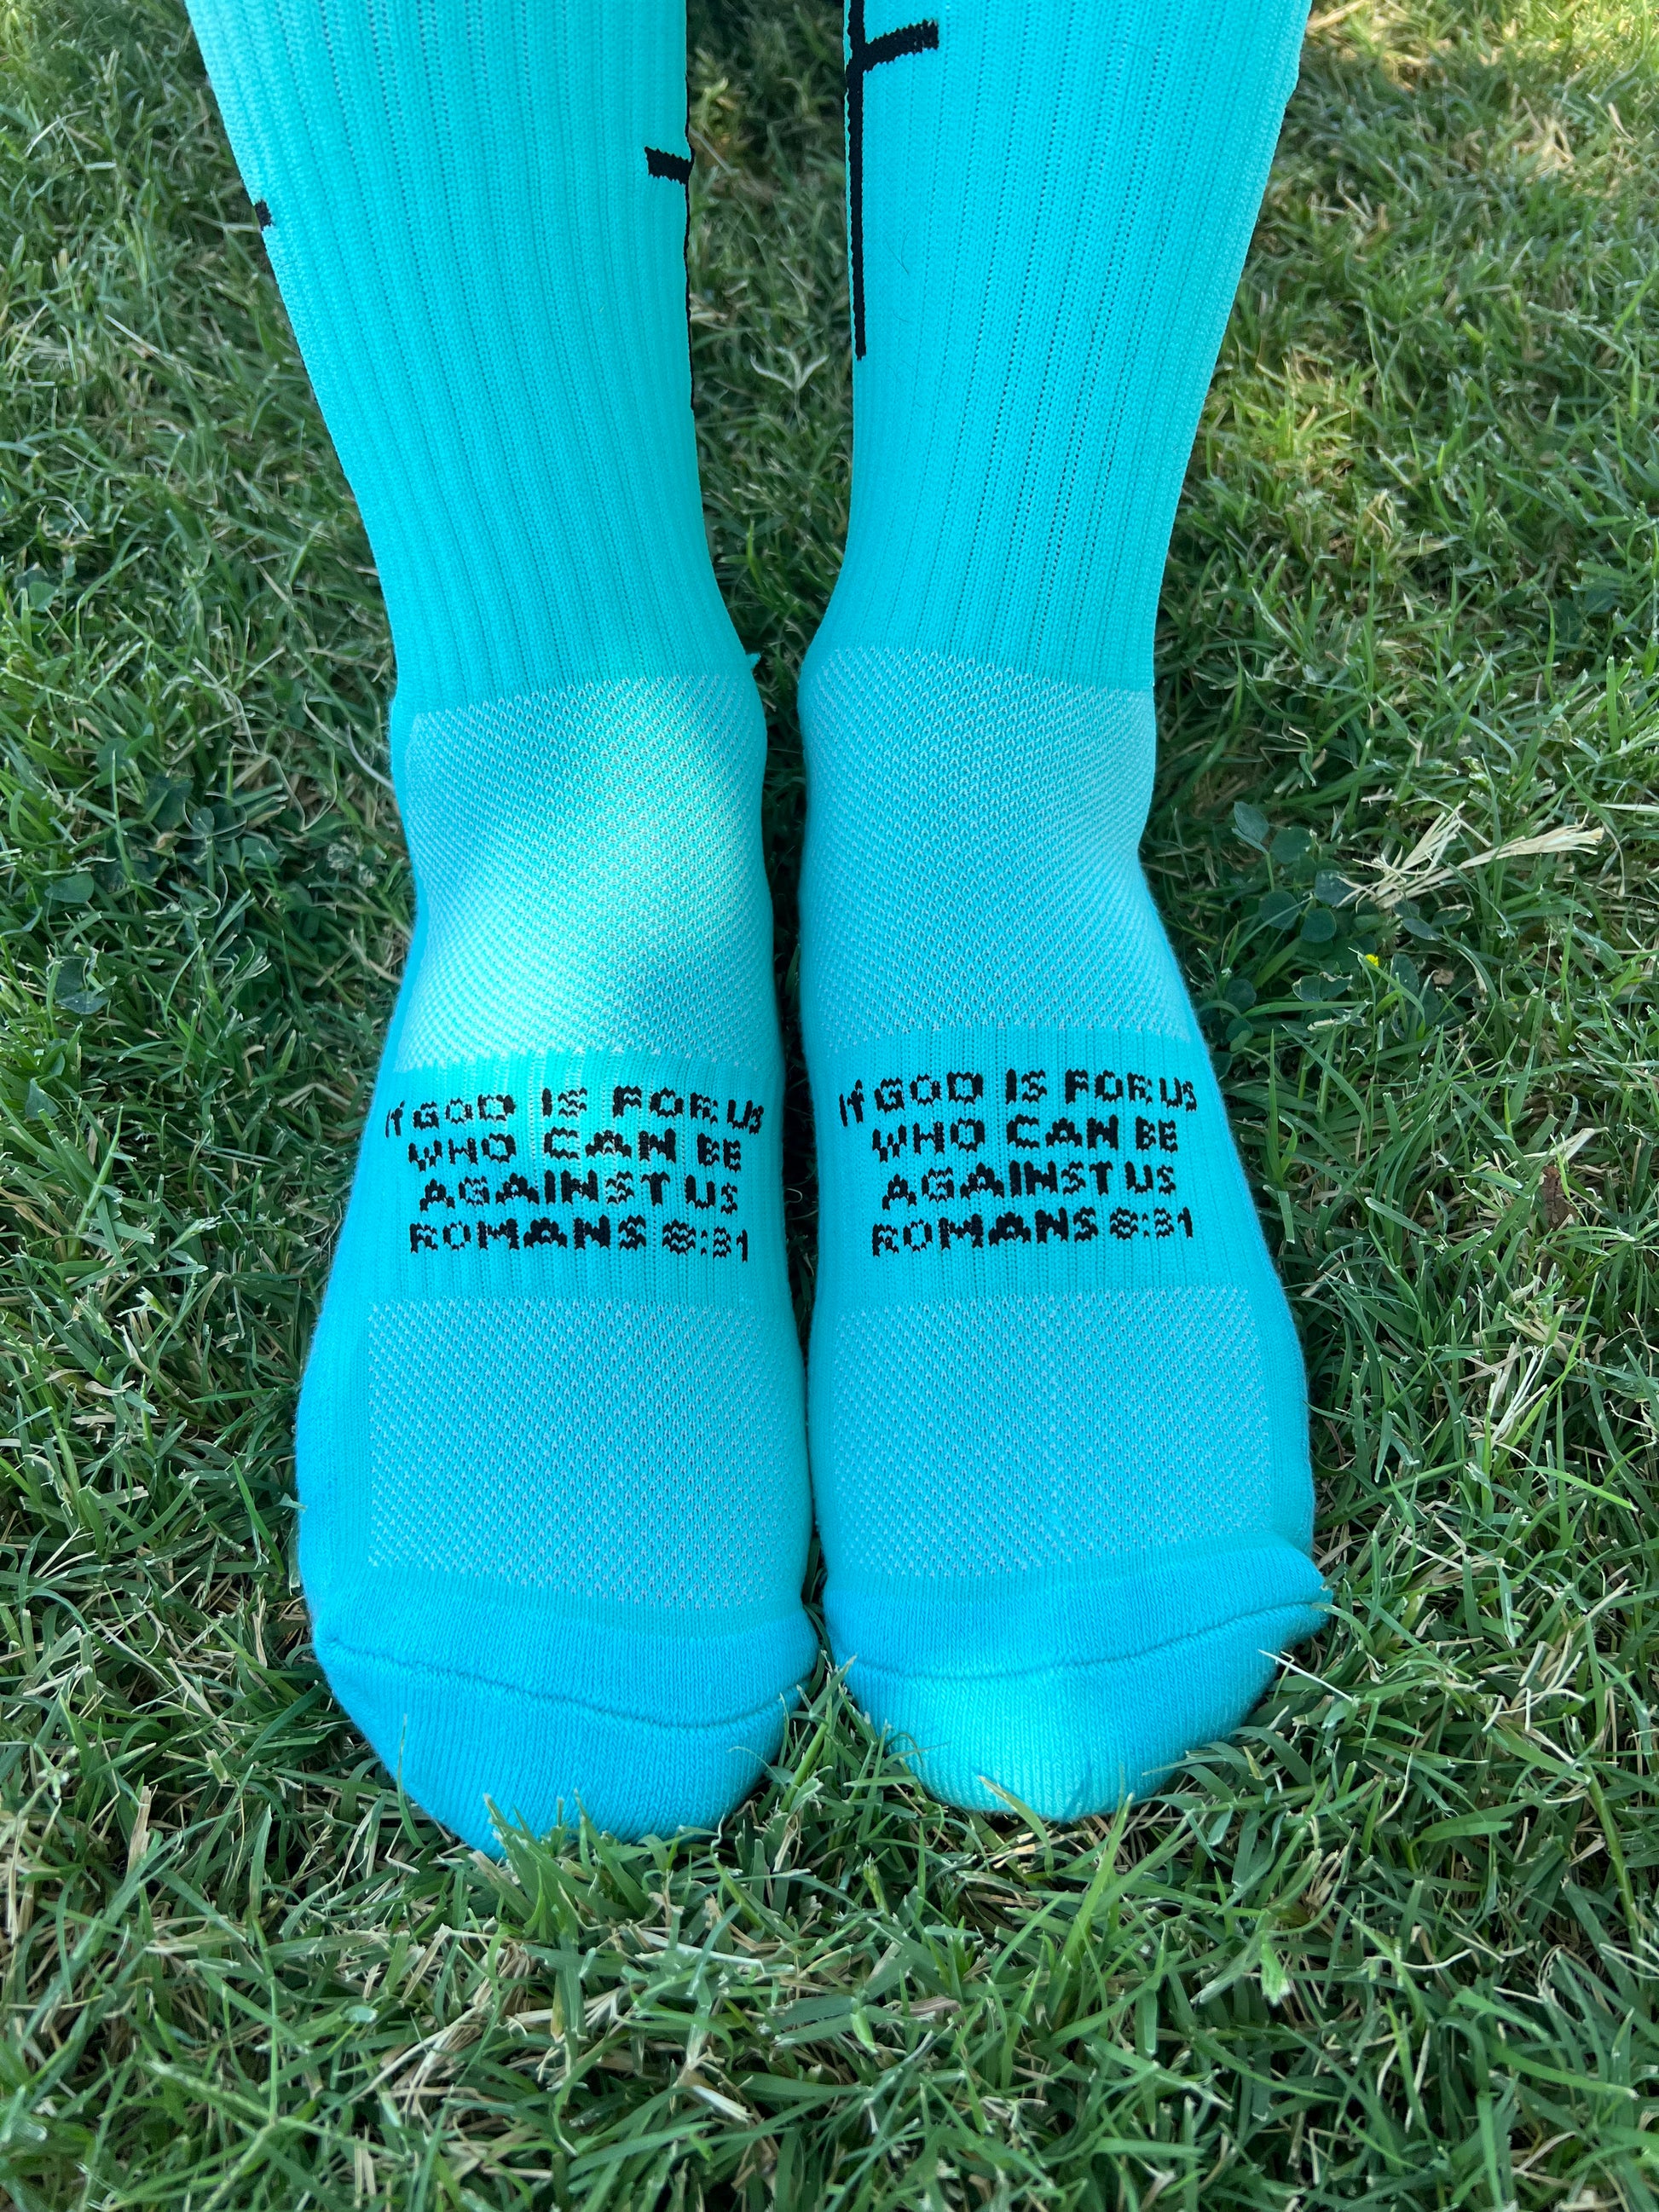 If GOD IS FOR US
WHO CAN BE
AGAINST US
ROMANS 8:31
If GOD IS FOR US
WHO CAN BE
AGAINST US
ROMANS 8:31